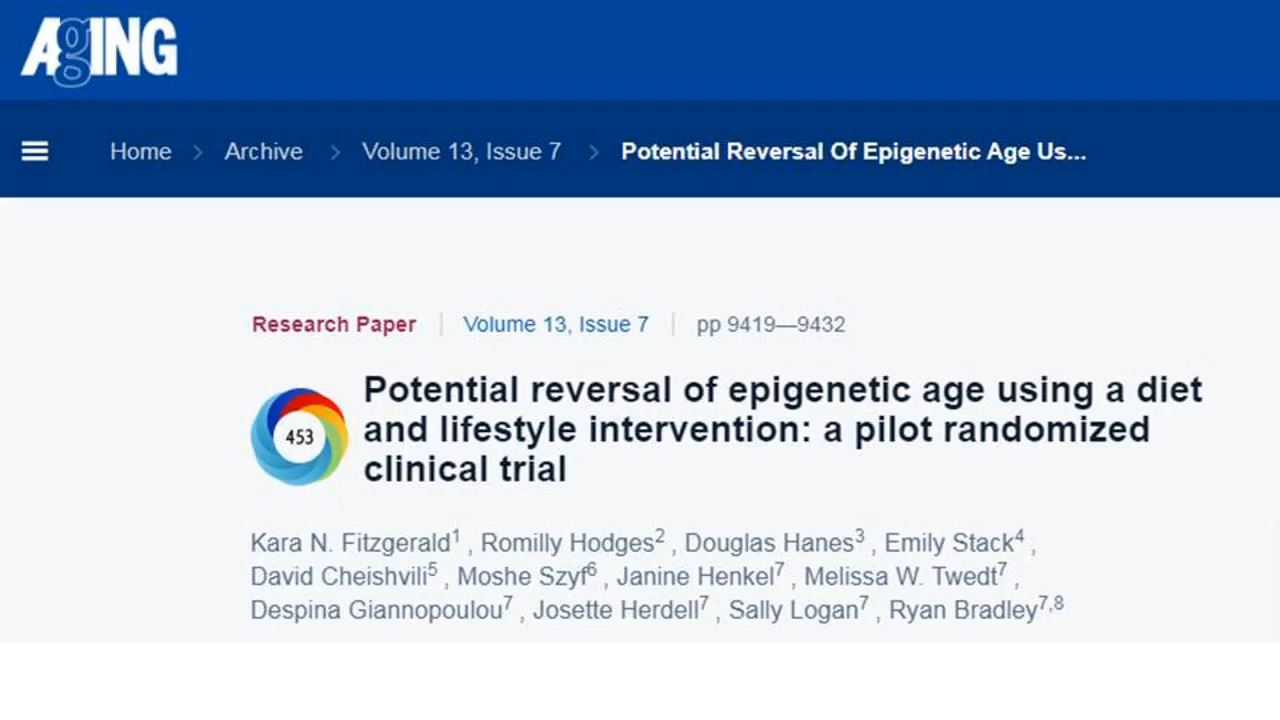 AgING
Home > Archive > Volume 13, Issue 7 > Potential Reversal Of Epigenetic Age Us...
Research Paper | Volume 13, Issue 7 | pp 9419—9432
Potential reversal of epigenetic age using a diet
453
and lifestyle intervention: a pilot randomized
clinical trial
Kara N. Fitzgerald1 , Romilly Hodges2 , Douglas Hanes3 , Emily Stack4 ,
David Cheishvili5 , Moshe Szyf6 , Janine Henkel7 , Melissa W. Twedt7 ,
Despina Giannopoulou7 , Josette Herdell7 , Sally Logan7 , Ryan Bradley7,8